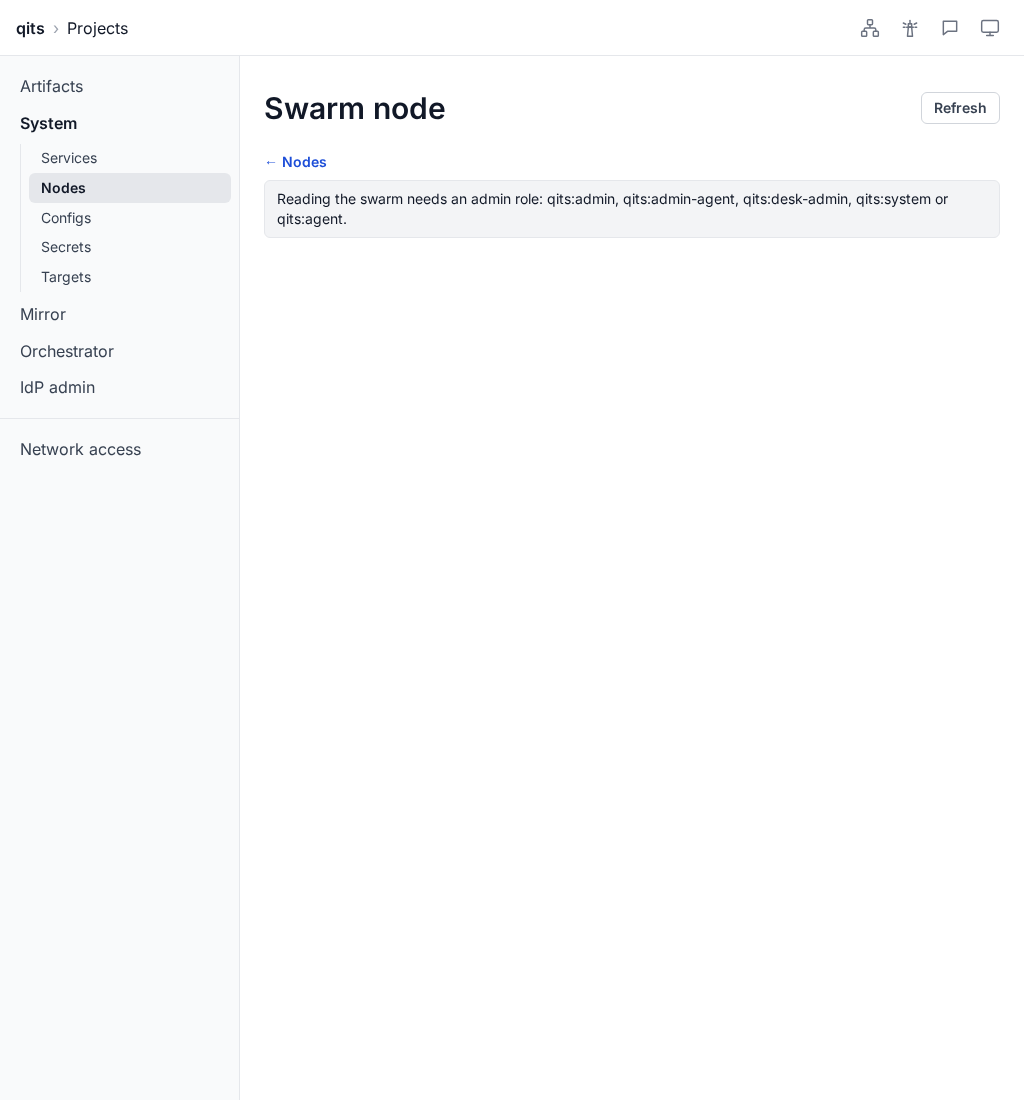 qits › Projects
Artifacts
System
Services
Nodes
Configs
Secrets
Targets
Mirror
Orchestrator
IdP admin
Network access
Swarm node
Refresh
← Nodes
Reading the swarm needs an admin role: qits:admin, qits:admin-agent, qits:desk-admin, qits:system or
qits:agent.